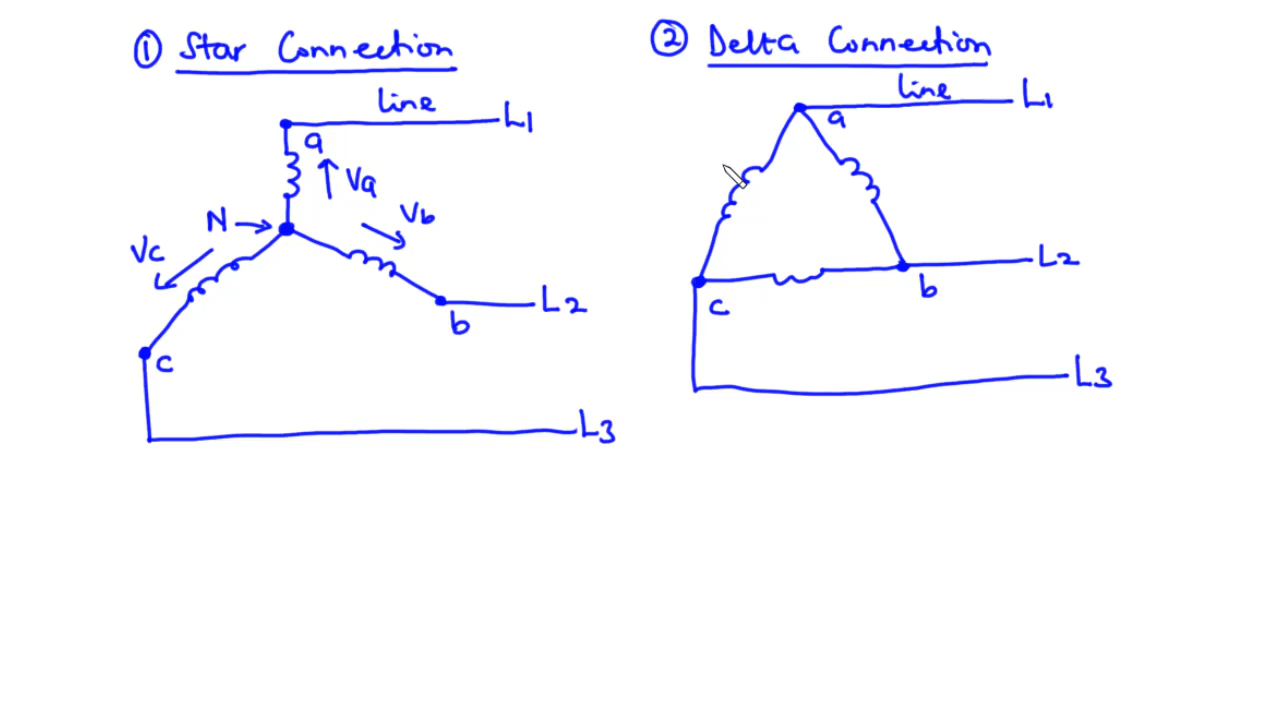 ① Star Connection
line
L1
a
Va
N
Vb
Vc
L2
b
c
L3
② Delta Connection
line
L1
a
L2
b
c
L3